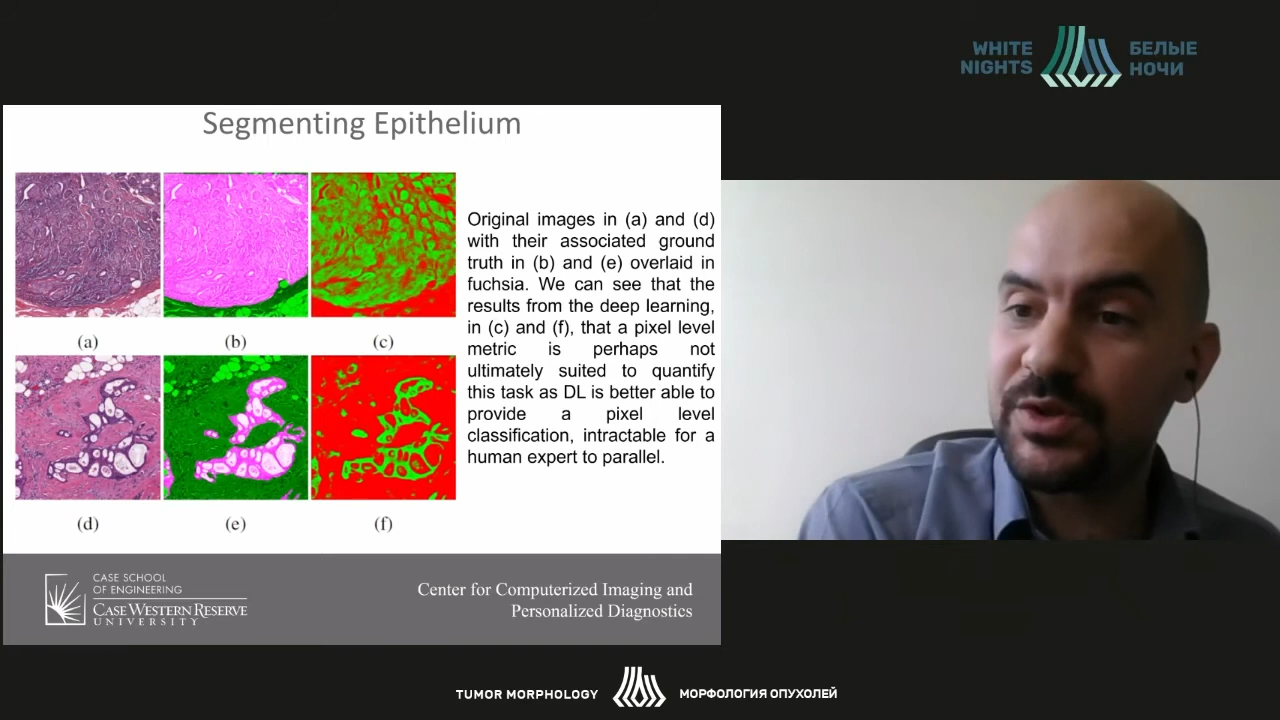 WHITE
NIGHTS
БЕЛЫЕ
НОЧИ
Segmenting Epithelium
(a)
(b)
(c)
(d)
(e)
(f)
Original images in (a) and (d)
with their associated ground
truth in (b) and (e) overlaid in
fuchsia. We can see that the
results from the deep learning,
in (c) and (f), that a pixel level
metric is perhaps not
ultimately suited to quantify
this task as DL is better able to
provide a pixel level
classification, intractable for a
human expert to parallel.
CASE SCHOOL
OF ENGINEERING
CASE WESTERN RESERVE
UNIVERSITY
Center for Computerized Imaging and
Personalized Diagnostics
TUMOR MORPHOLOGY
МОРФОЛОГИЯ ОПУХОЛЕЙ